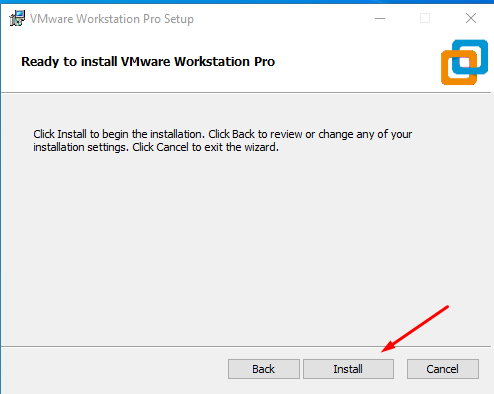 VMware Workstation Pro Setup
Ready to install VMware Workstation Pro
Click Install to begin the installation. Click Back to review or change any of your
installation settings. Click Cancel to exit the wizard.
Back Install Cancel